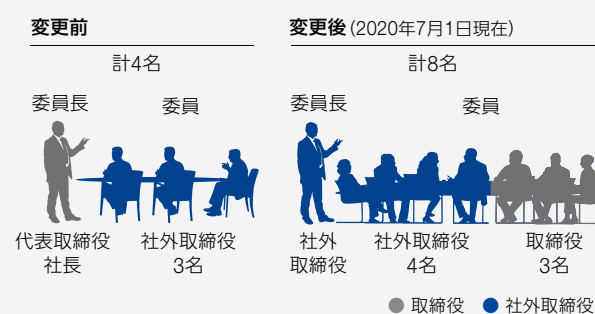 変更前
計4名
委員長 委員
代表取締役
社長
社外取締役
3名
変更後(2020年7月1日現在)
計8名
委員長 委員
社外
取締役
社外取締役
4名
取締役
3名
取締役 社外取締役